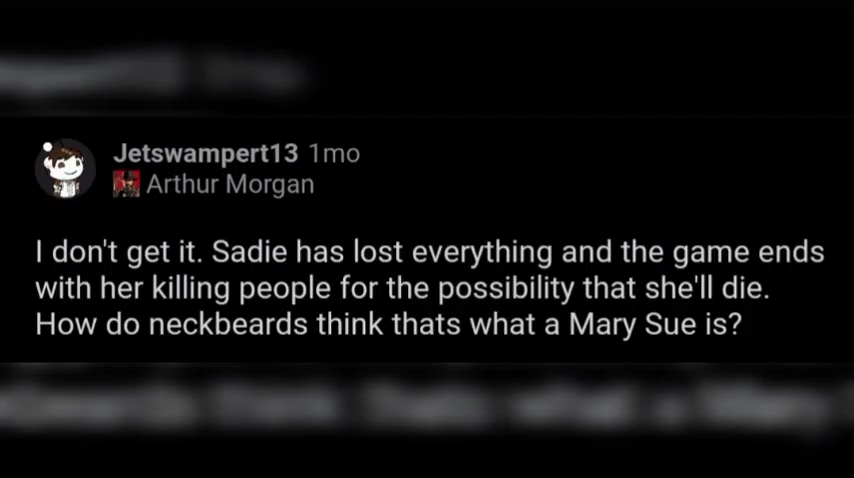 Jetswampert13 1mo
Arthur Morgan
I don't get it. Sadie has lost everything and the game ends
with her killing people for the possibility that she'll die.
How do neckbeards think thats what a Mary Sue is?